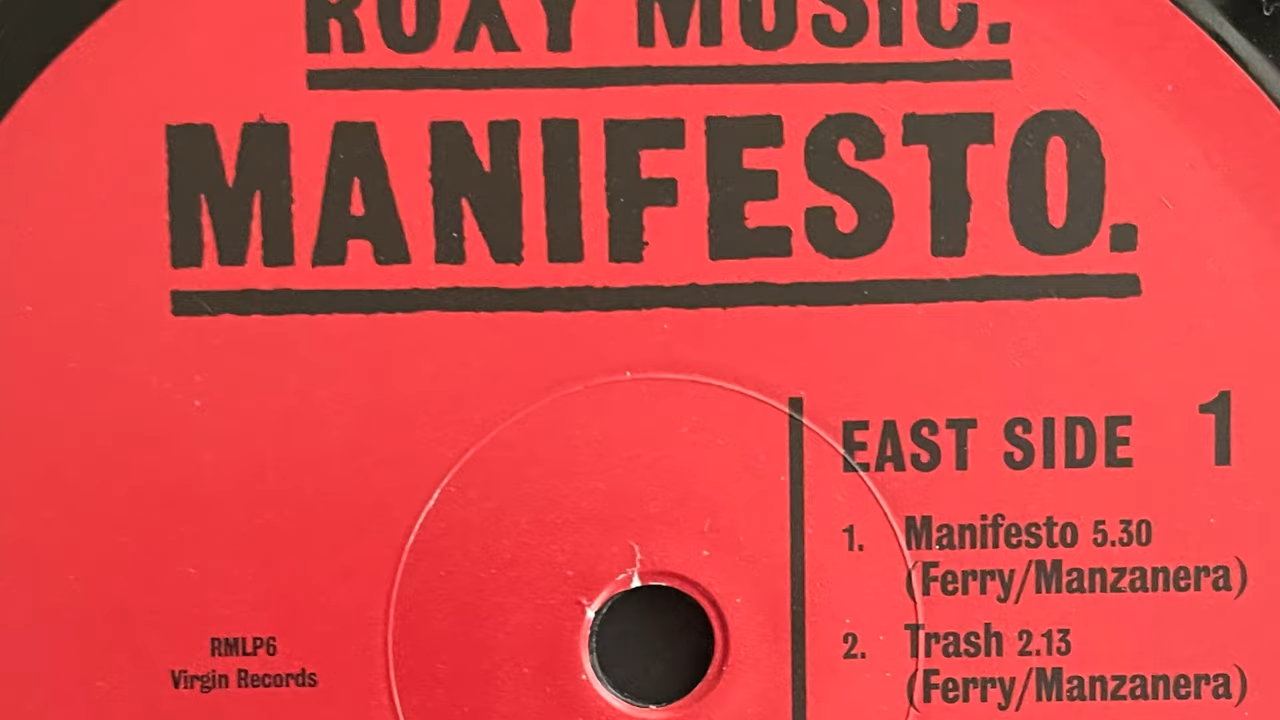 ROXY MUSIC.
MANIFESTO.
EAST SIDE 1
1. Manifesto 5.30
(Ferry/Manzanera)
2. Trash 2.13
(Ferry/Manzanera)
RMLP6
Virgin Records